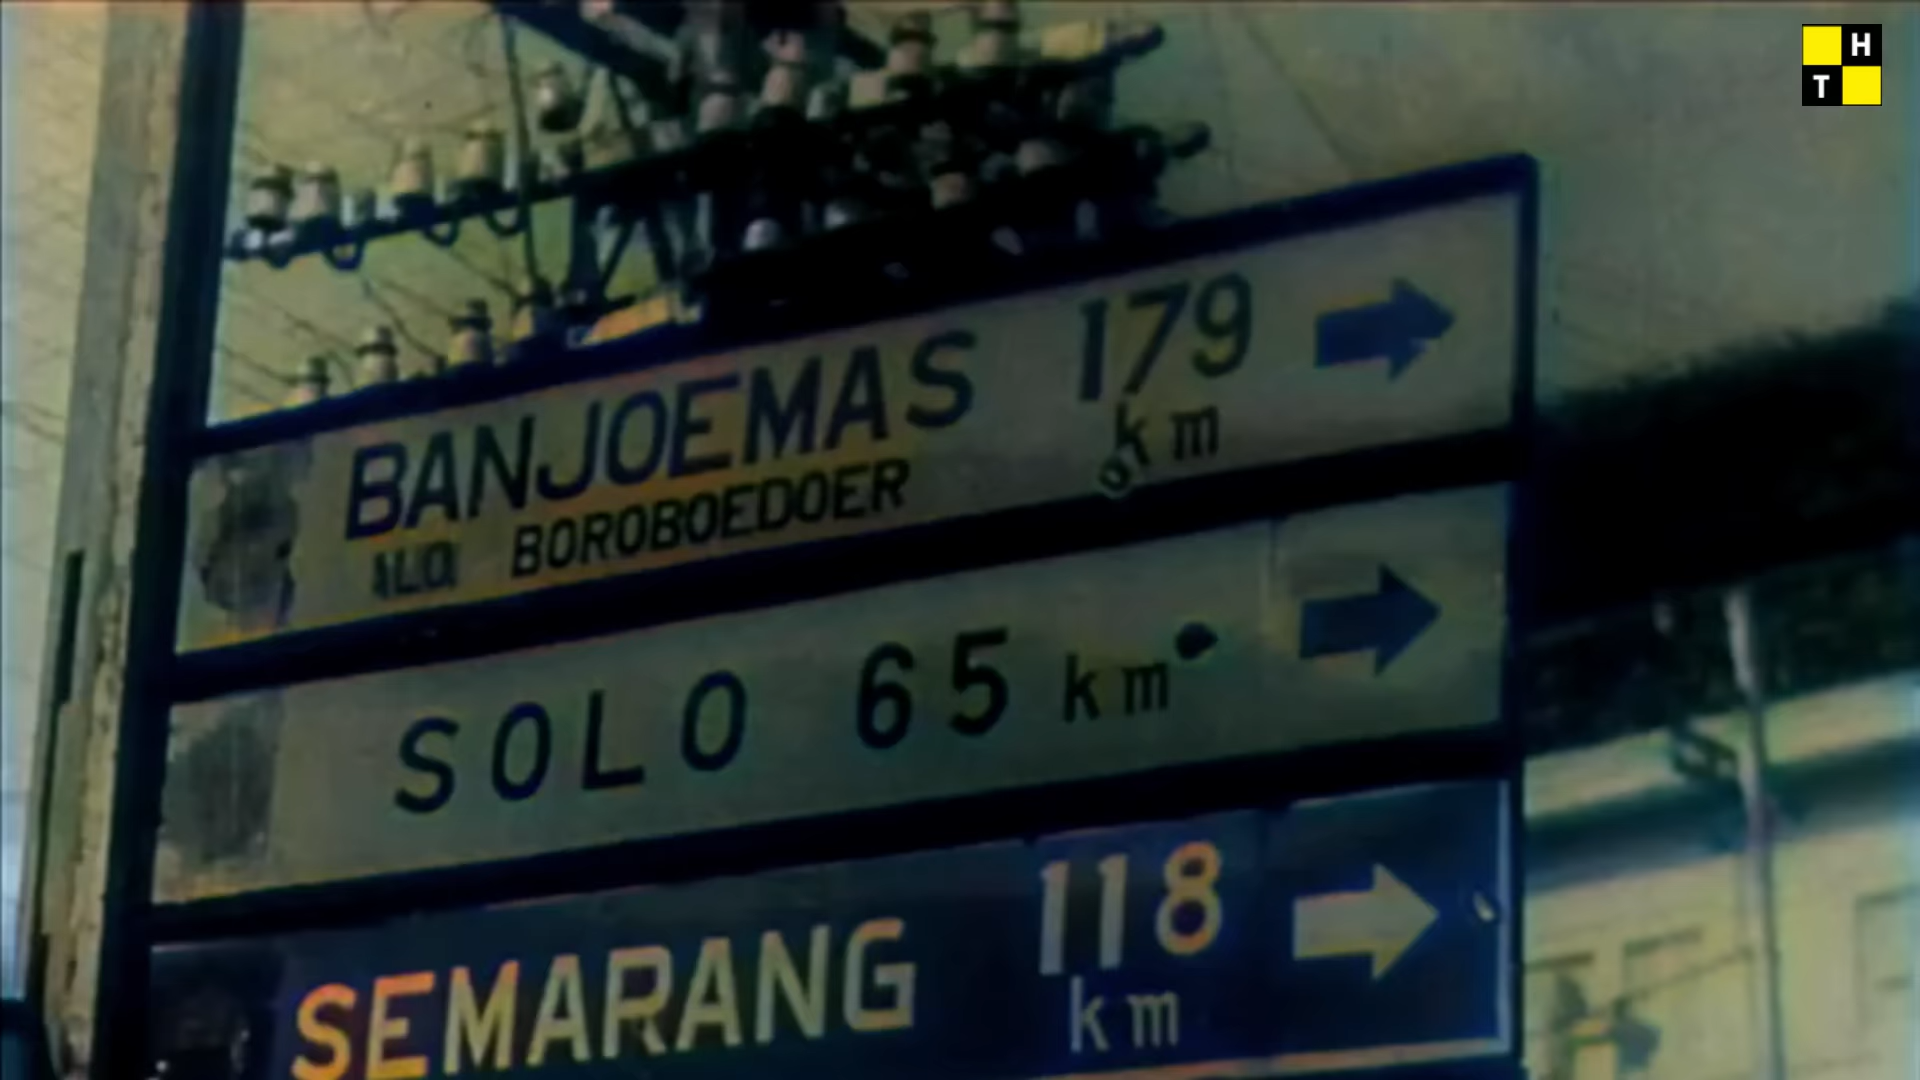 H
T
BANJOEMAS 179
km
BOROBOEDOER
SOLO 65 km
SEMARANG 118
km